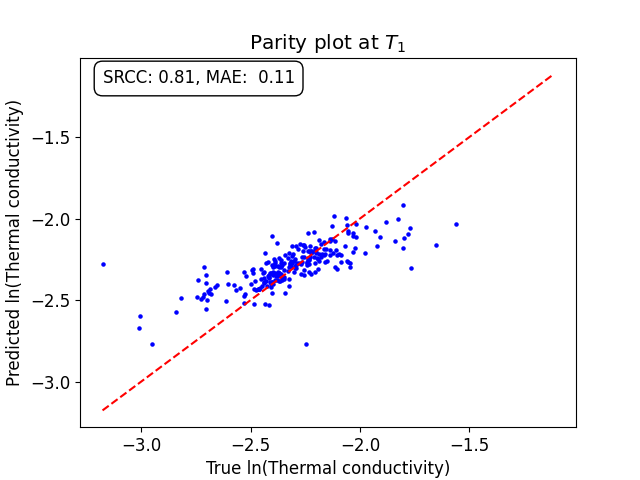 Parity plot at T₁
SRCC: 0.81, MAE:  0.11
Predicted ln(Thermal conductivity)
−1.5
−2.0
−2.5
−3.0
−3.0
−2.5
−2.0
−1.5
True ln(Thermal conductivity)